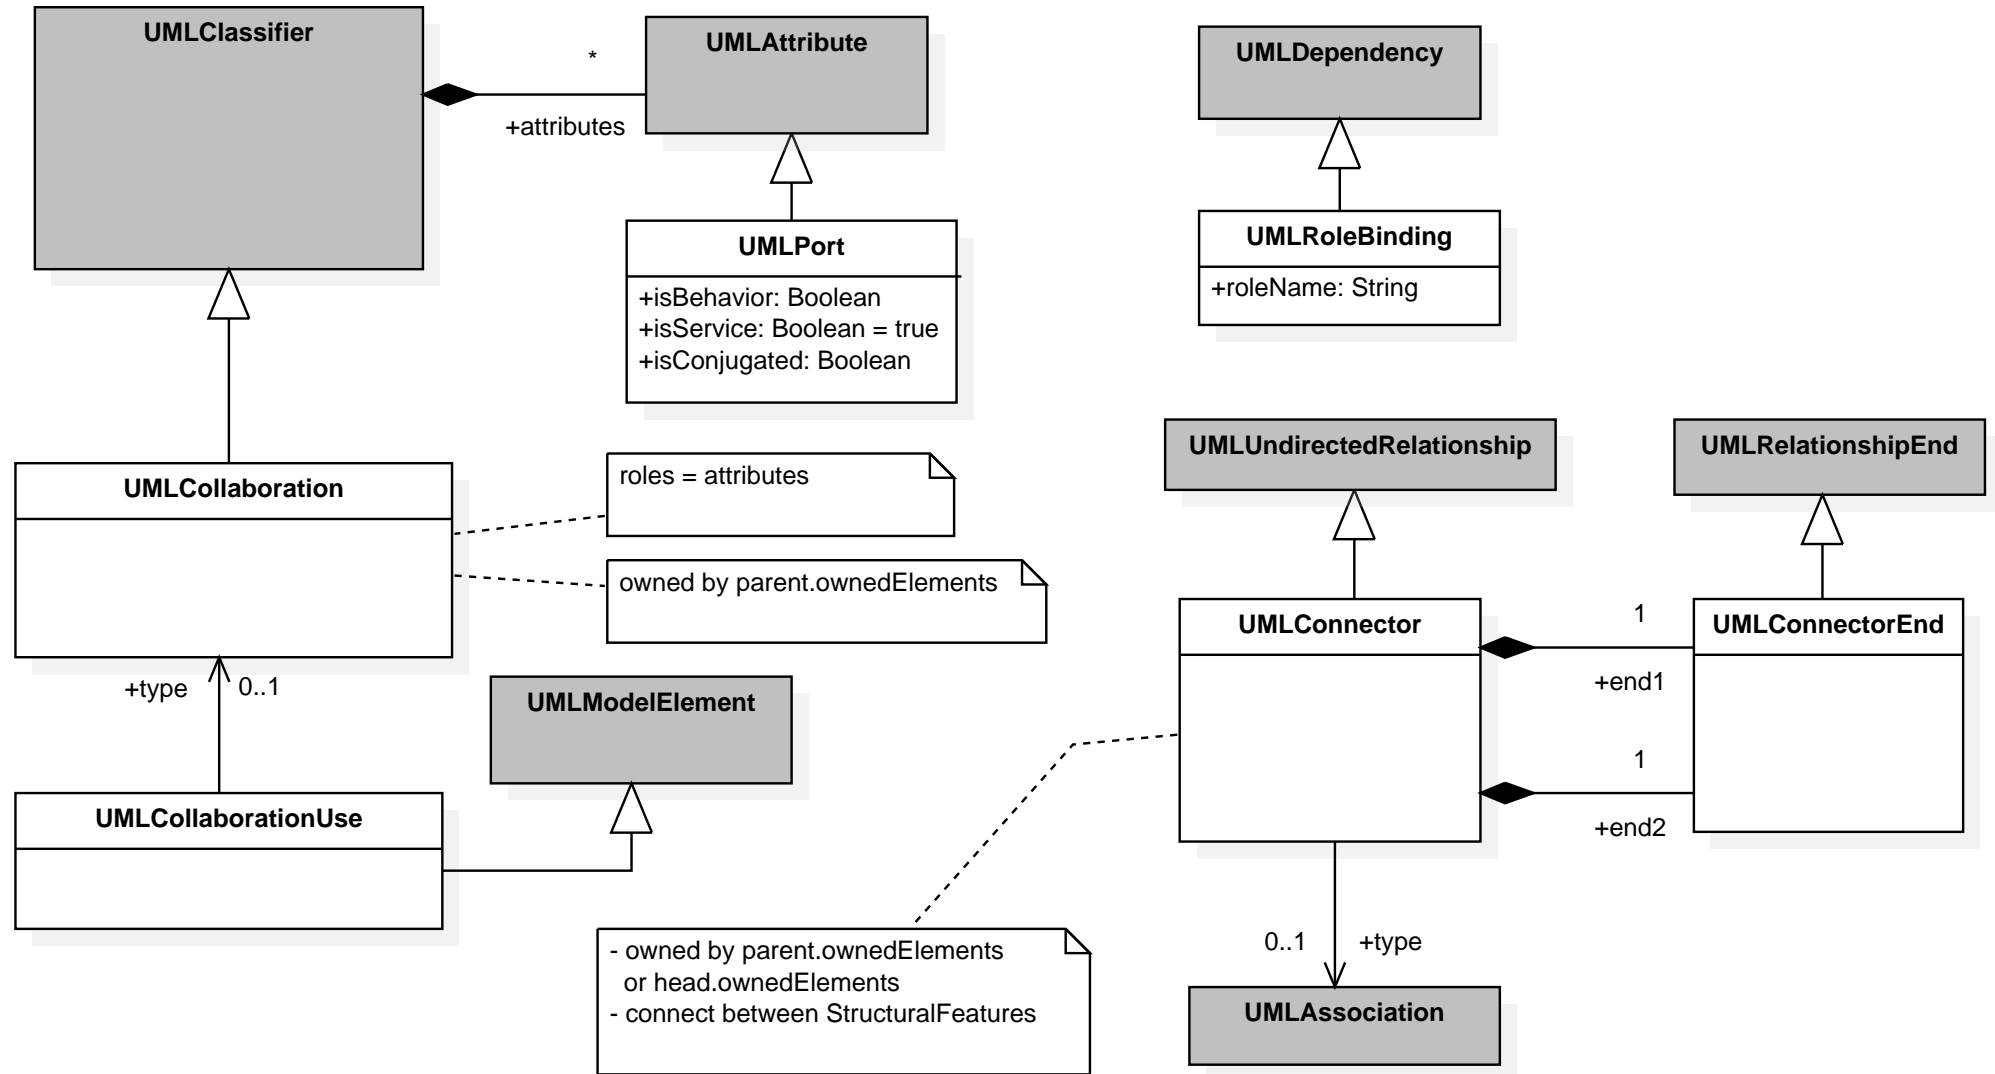 UMLClassifier
*
+attributes
UMLAttribute
UMLPort
+isBehavior: Boolean
+isService: Boolean = true
+isConjugated: Boolean
UMLDependency
UMLRoleBinding
+roleName: String
UMLCollaboration
roles = attributes
owned by parent.ownedElements
+type
0..1
UMLCollaborationUse
UMLModelElement
UMLUndirectedRelationship
UMLRelationshipEnd
UMLConnector
1
+end1
1
+end2
UMLConnectorEnd
- owned by parent.ownedElements
or head.ownedElements
- connect between StructuralFeatures
0..1
+type
UMLAssociation